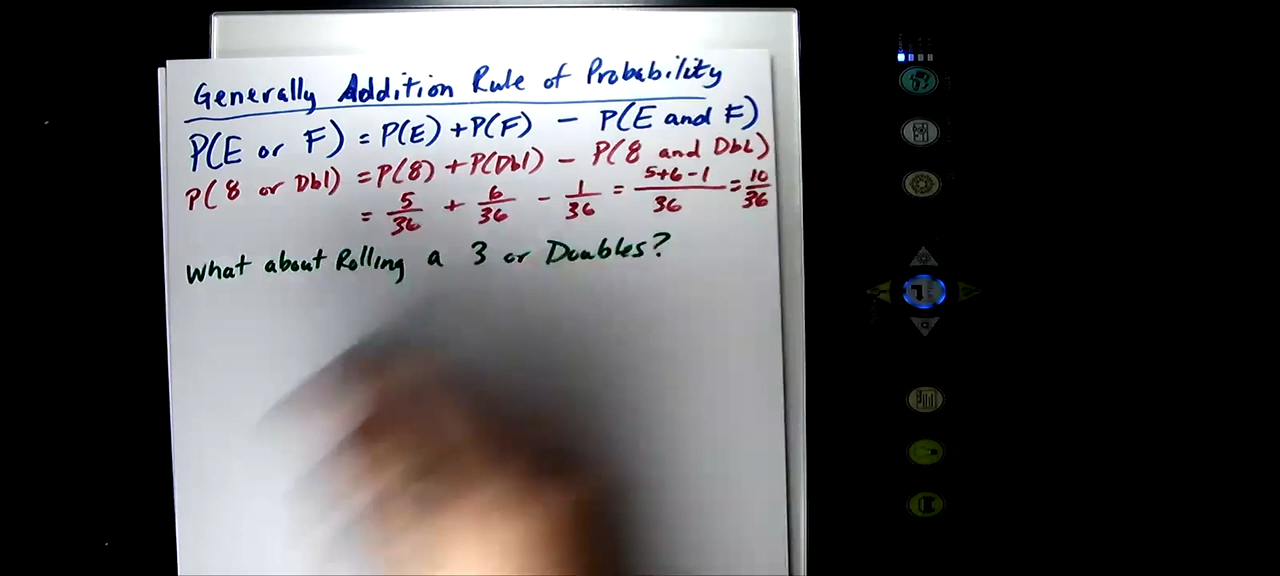 Generally Addition Rule of Probability
P(E or F) = P(E) + P(F) - P(E and F)
P(8 or Dbl) = P(8) + P(Dbl) - P(8 and Dbl)
= 5/36 + 6/36 - 1/36 = 5+6-1/36 = 10/36
What about Rolling a 3 or Doubles?